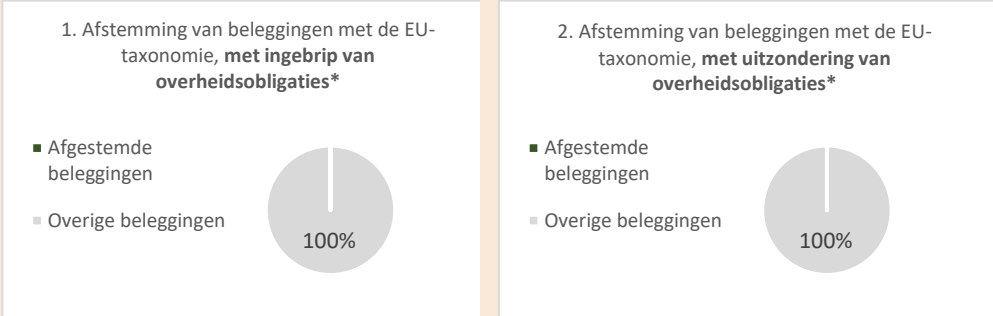 1. Afstemming van beleggingen met de EU-
taxonomie, met ingebrip van
overheidsobligaties*
Afgestemde
beleggingen
Overige beleggingen
100%
2. Afstemming van beleggingen met de EU-
taxonomie, met uitzondering van
overheidsobligaties*
Afgestemde
beleggingen
Overige beleggingen
100%